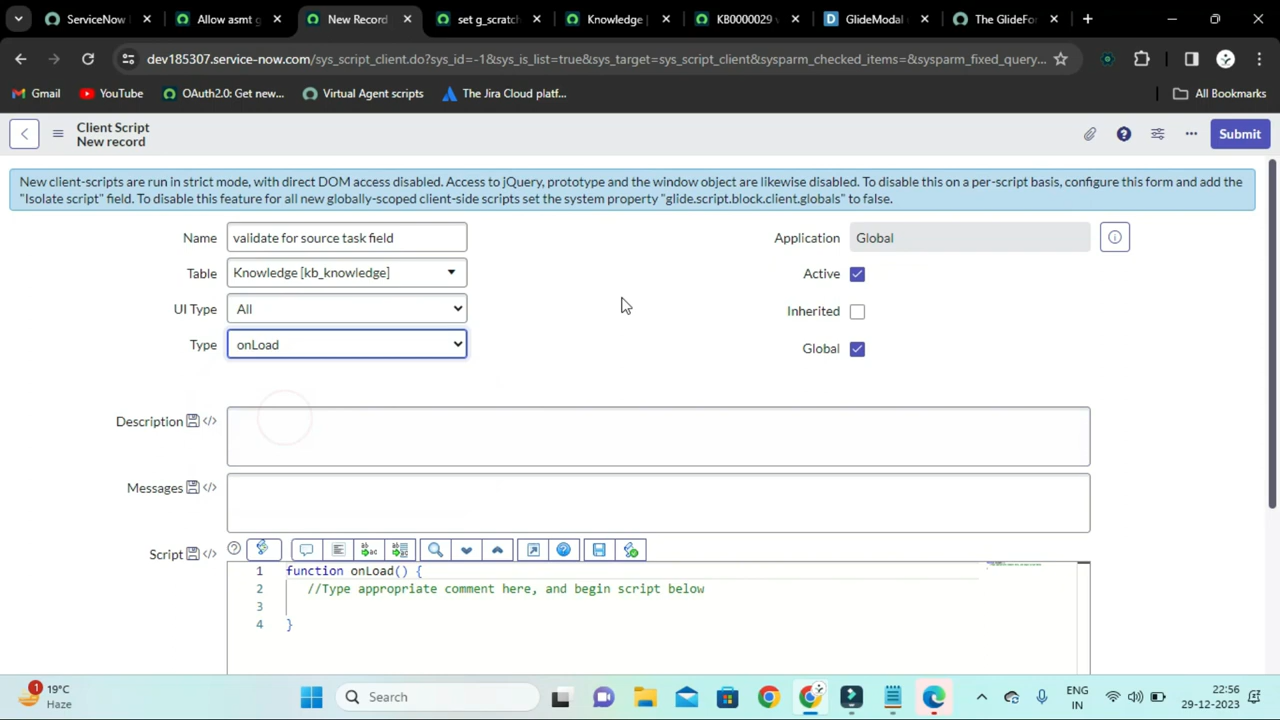 ServiceNow
Allow asmt g
New Record
set g_scratch
Knowledge |
KB0000029 v
GlideModal
The GlideFor
dev185307.service-now.com/sys_script_client.do?sys_id=-1&sys_is_list=true&sys_target=sys_script_client&sysparm_checked_items=&sysparm_fixed_query...
Gmail
YouTube
OAuth2.0: Get new...
Virtual Agent scripts
The Jira Cloud platf...
All Bookmarks
Client Script
New record
Submit
New client-scripts are run in strict mode, with direct DOM access disabled. Access to jQuery, prototype and the window object are likewise disabled. To disable this on a per-script basis, configure this form and add the
"Isolate script" field. To disable this feature for all new globally-scoped client-side scripts set the system property "glide.script.block.client.globals" to false.
Name validate for source task field
Application Global
Table Knowledge [kb_knowledge]
Active
UI Type All
Inherited
Type onLoad
Global
Description
Messages
Script
1 function onLoad() {
2 //Type appropriate comment here, and begin script below
3
4 }
1
19°C
Haze
Search
ENG
IN
22:56
29-12-2023